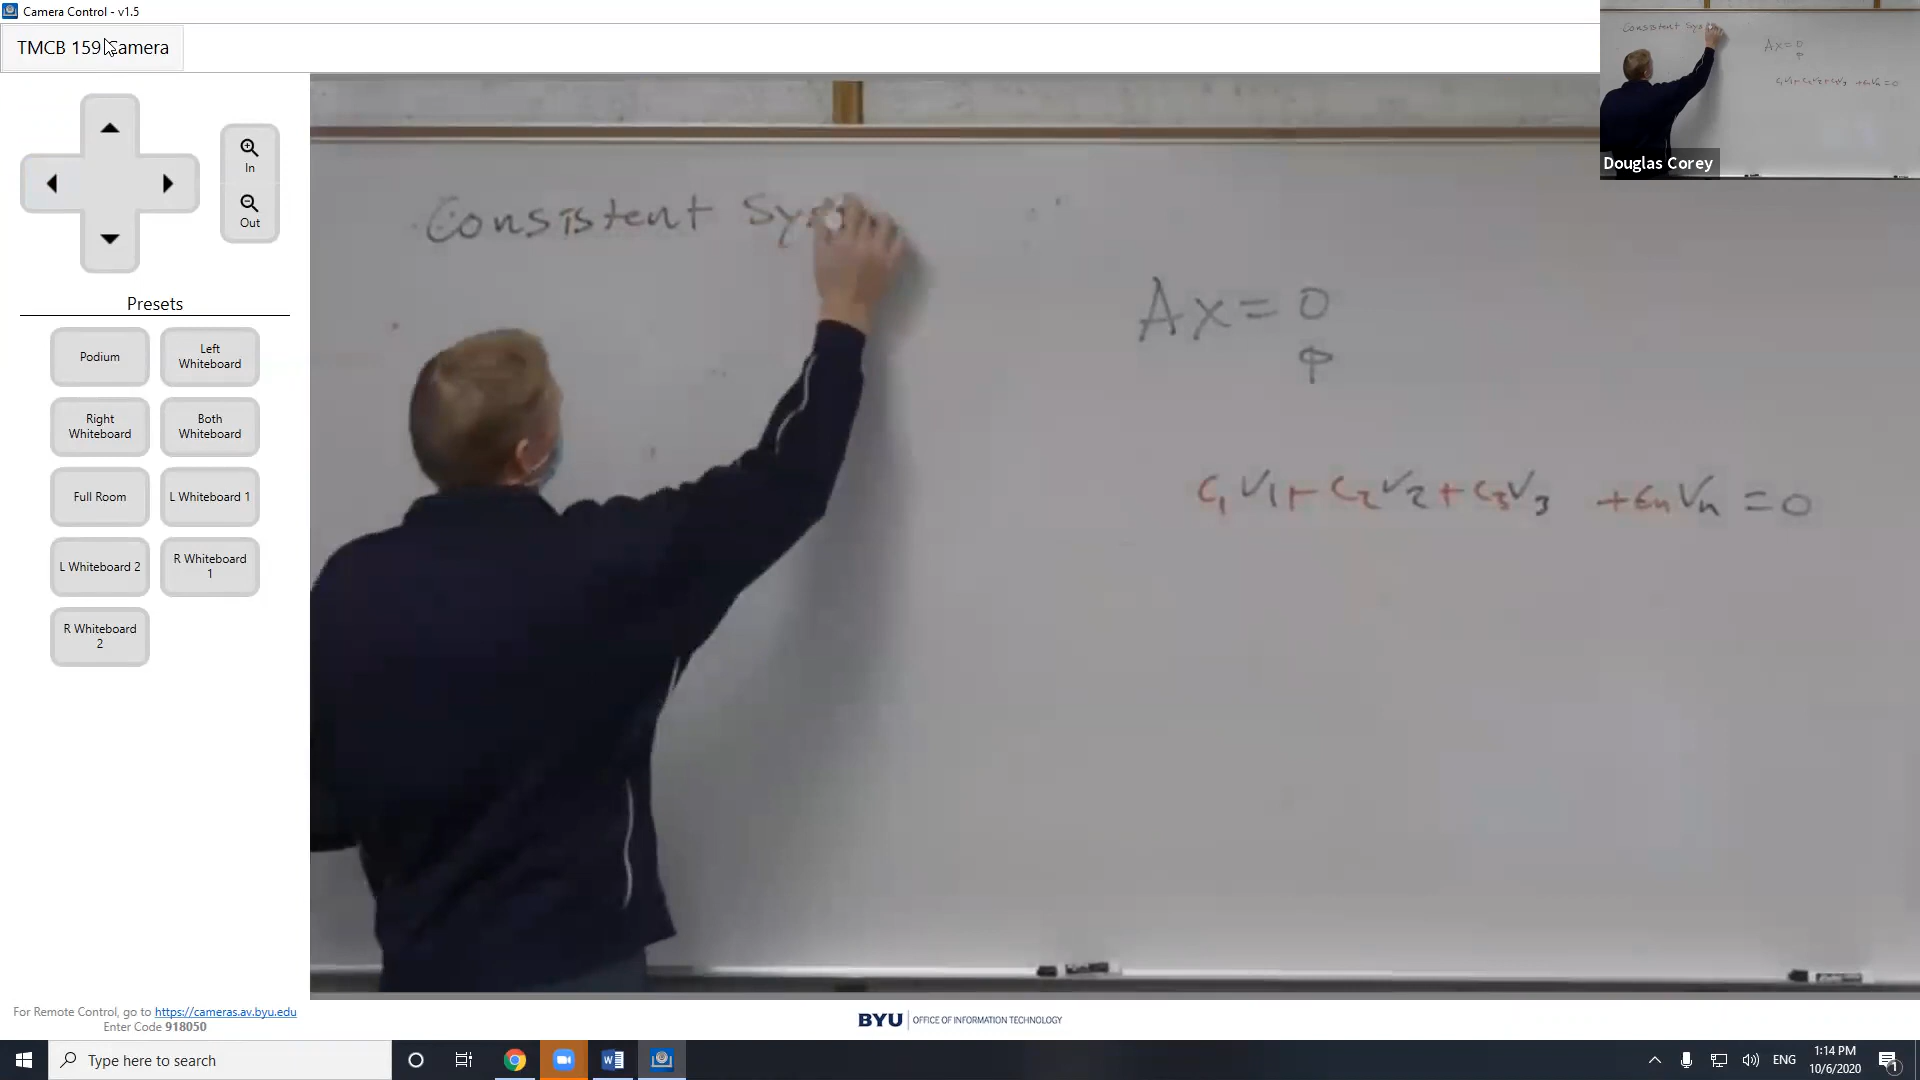 Camera Control - v1.5
TMCB 159 Camera
In
Out
Presets
Podium
Left
Whiteboard
Right
Whiteboard
Both
Whiteboard
Full Room
L Whiteboard 1
L Whiteboard 2
R Whiteboard
1
R Whiteboard
2
For Remote Control, go to https://cameras.av.byu.edu
Enter Code 918050
Consistent Sys
Ax=0
C₁V₁+C₂V₂+C₃V₃ +CₙVₙ=0
Douglas Corey
BYU OFFICE OF INFORMATION TECHNOLOGY
Type here to search
ENG
1:14 PM
10/6/2020
1